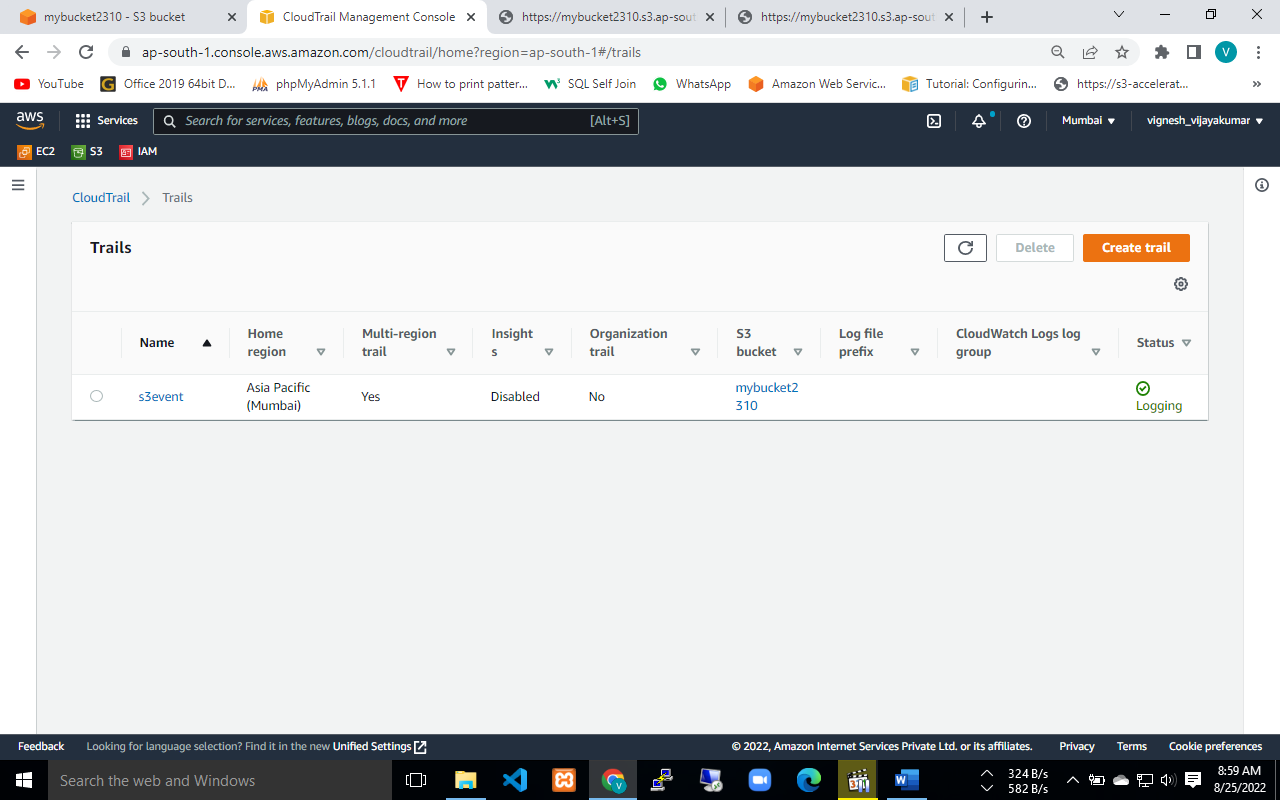 mybucket2310 - S3 bucket
CloudTrail Management Console
https://mybucket2310.s3.ap-sout
https://mybucket2310.s3.ap-sout
ap-south-1.console.aws.amazon.com/cloudtrail/home?region=ap-south-1#/trails
V
YouTube
Office 2019 64bit D...
phpMyAdmin 5.1.1
How to print patter...
SQL Self Join
WhatsApp
Amazon Web Servic...
Tutorial: Configurin...
https://s3-accelerat...
»
aws
Services
Search for services, features, blogs, docs, and more
[Alt+S]
Mumbai
vignesh_vijayakumar
EC2
S3
IAM
CloudTrail
Trails
Trails
Delete
Create trail
Name
Home
region
Multi-region
trail
Insight
s
Organization
trail
S3
bucket
Log file
prefix
CloudWatch Logs log
group
Status
s3event
Asia Pacific
(Mumbai)
Yes
Disabled
No
mybucket2
310
Logging
Feedback
Looking for language selection? Find it in the new Unified Settings
© 2022, Amazon Internet Services Private Ltd. or its affiliates.
Privacy
Terms
Cookie preferences
Search the web and Windows
324 B/s
582 B/s
8:59 AM
8/25/2022